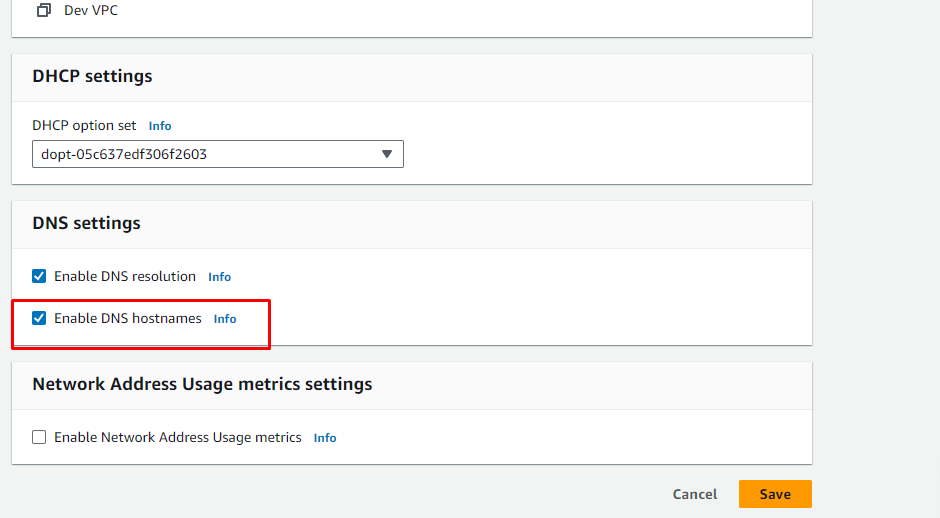 Dev VPC
DHCP settings
DHCP option set Info
dopt-05c637edf306f2603
DNS settings
Enable DNS resolution Info
Enable DNS hostnames Info
Network Address Usage metrics settings
Enable Network Address Usage metrics Info
Cancel Save